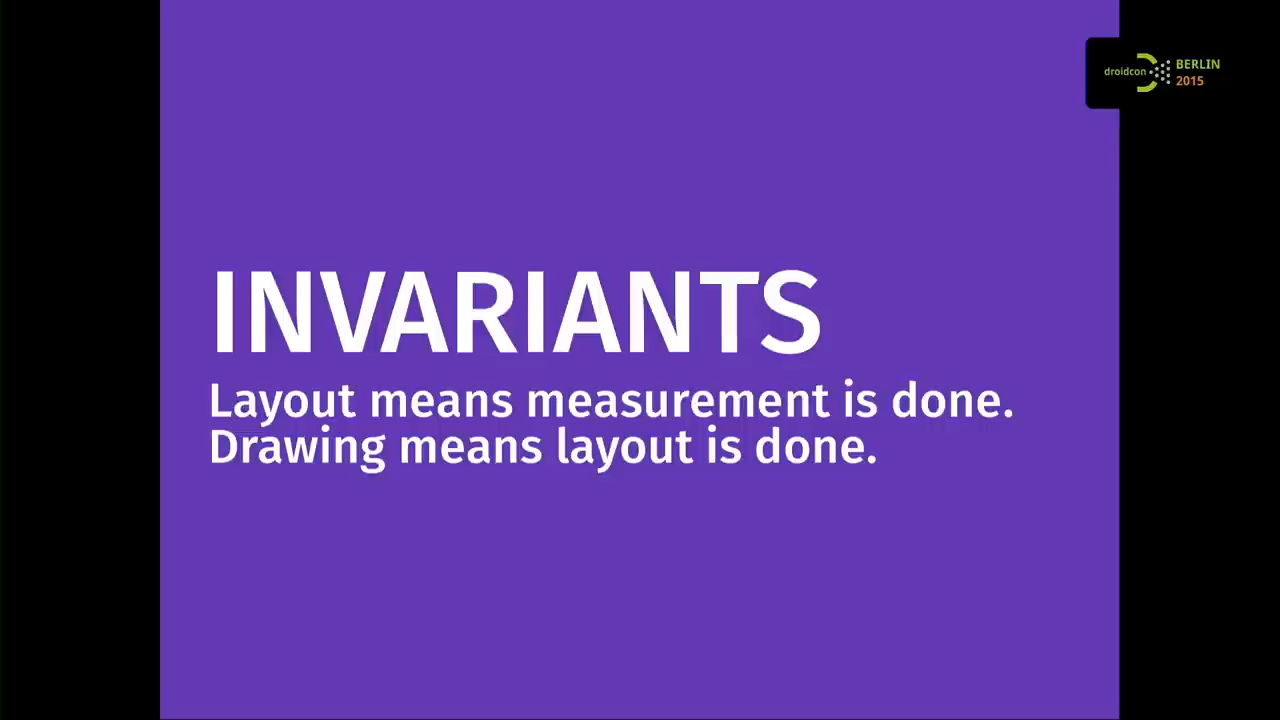 droidcon
BERLIN
2015
INVARIANTS
Layout means measurement is done.
Drawing means layout is done.